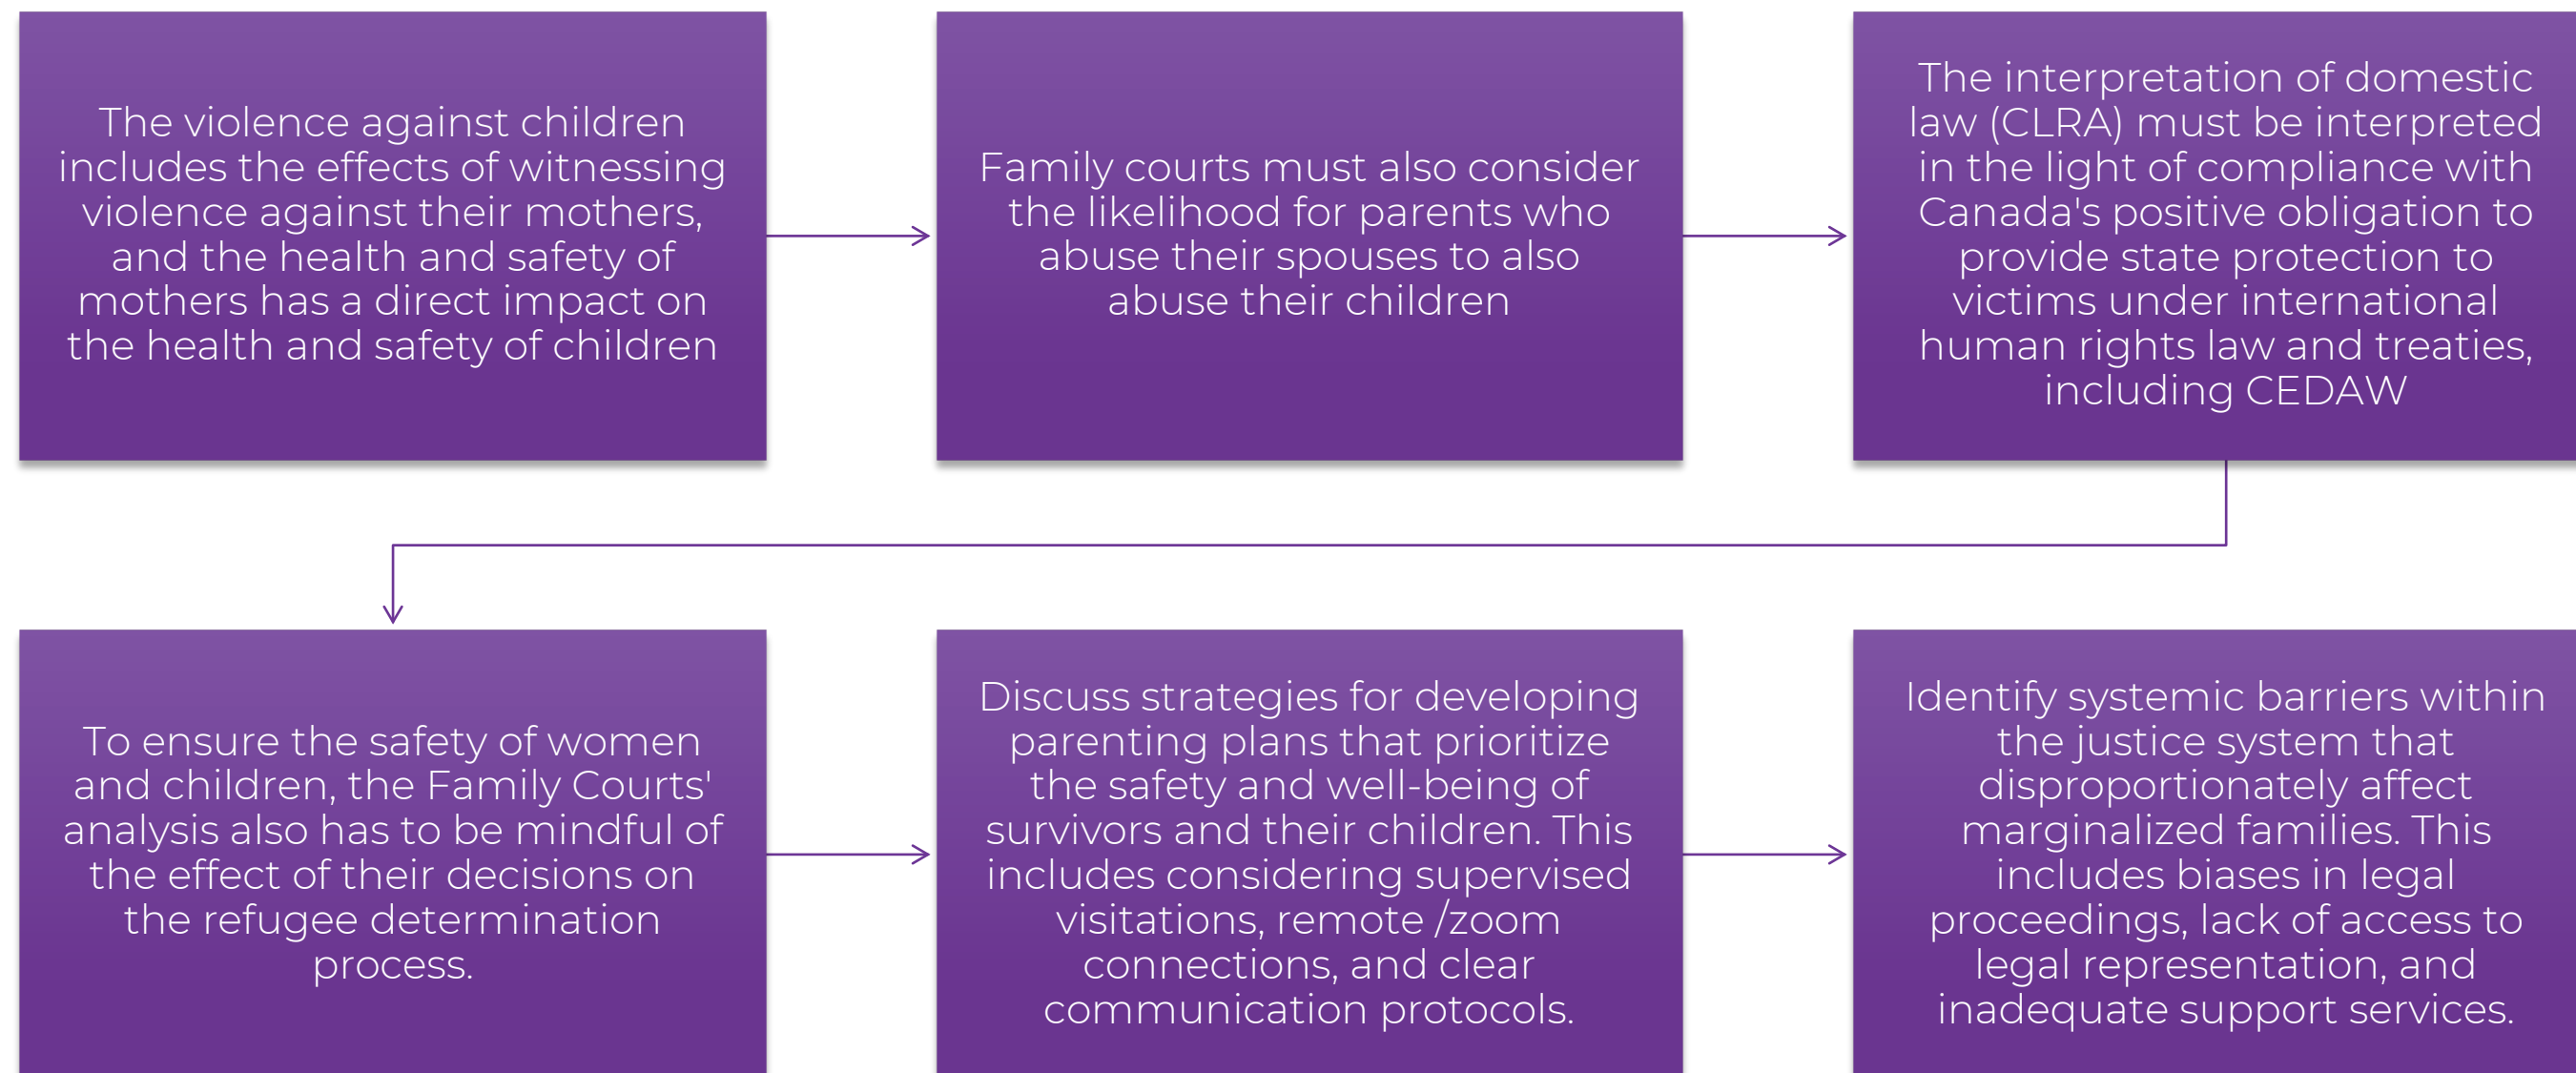 The violence against children
includes the effects of witnessing
violence against their mothers,
and the health and safety of
mothers has a direct impact on
the health and safety of children
Family courts must also consider
the likelihood for parents who
abuse their spouses to also
abuse their children
The interpretation of domestic
law (CLRA) must be interpreted
in the light of compliance with
Canada's positive obligation to
provide state protection to
victims under international
human rights law and treaties,
including CEDAW
To ensure the safety of women
and children, the Family Courts'
analysis also has to be mindful of
the effect of their decisions on
the refugee determination
process.
Discuss strategies for developing
parenting plans that prioritize
the safety and well-being of
survivors and their children. This
includes considering supervised
visitations, remote /zoom
connections, and clear
communication protocols.
Identify systemic barriers within
the justice system that
disproportionately affect
marginalized families. This
includes biases in legal
proceedings, lack of access to
legal representation, and
inadequate support services.